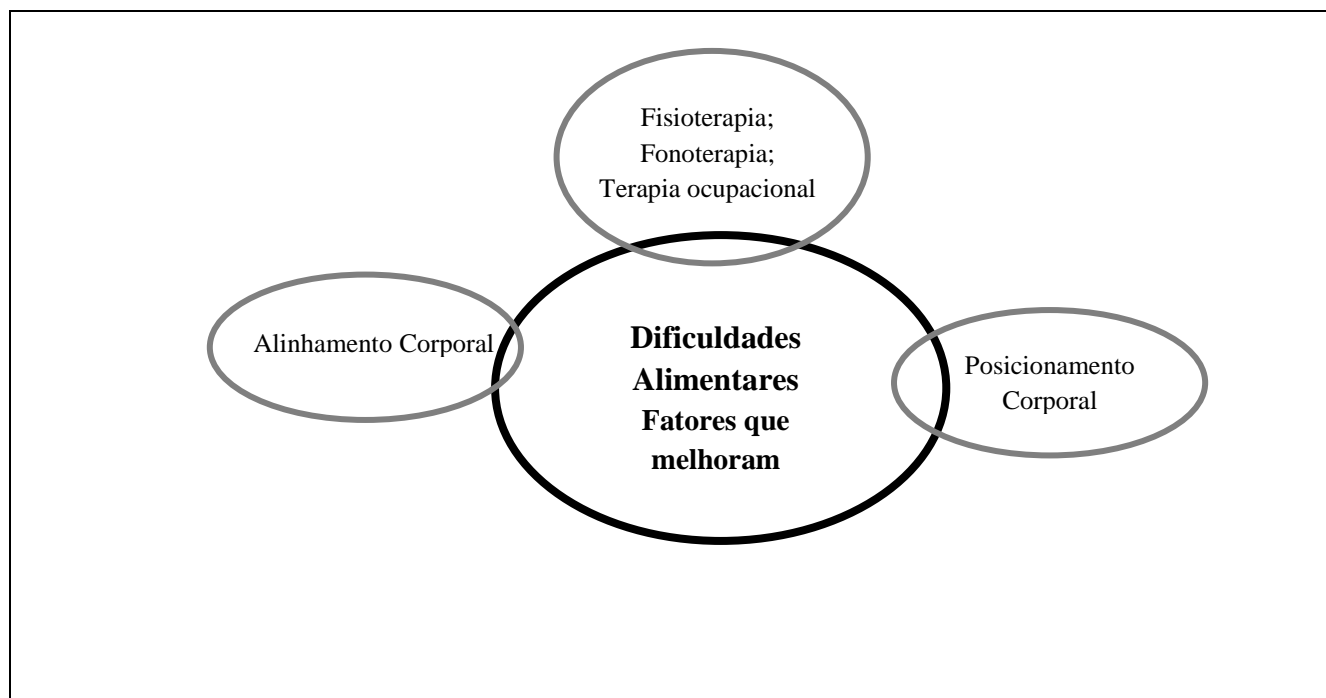 Fisioterapia;
Fonoterapia;
Terapia ocupacional
Alinhamento Corporal
Dificuldades
Alimentares
Fatores que
melhoram
Posicionamento
Corporal